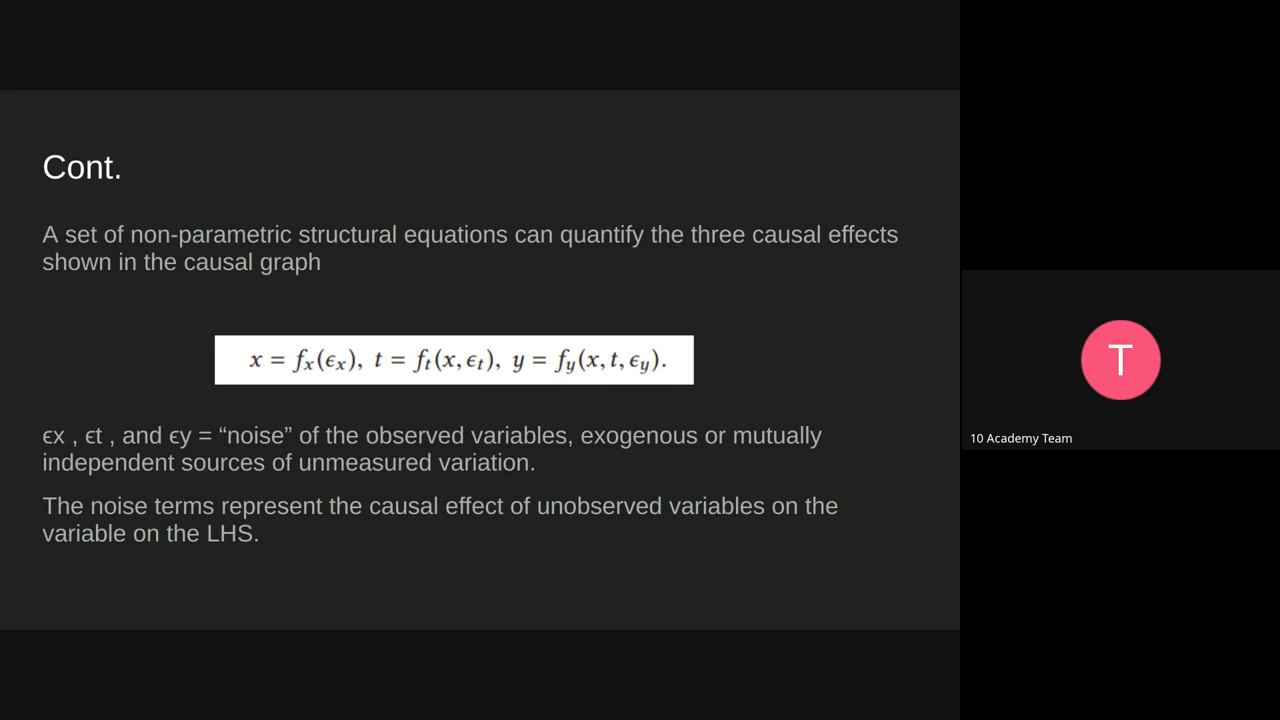 Cont.
A set of non-parametric structural equations can quantify the three causal effects
shown in the causal graph
x = fₓ(ϵₓ), t = fₜ(x, ϵₜ), y = f_y(x, t, ϵ_y).
ϵx , ϵt , and ϵy = “noise” of the observed variables, exogenous or mutually
independent sources of unmeasured variation.
The noise terms represent the causal effect of unobserved variables on the
variable on the LHS.
T
10 Academy Team